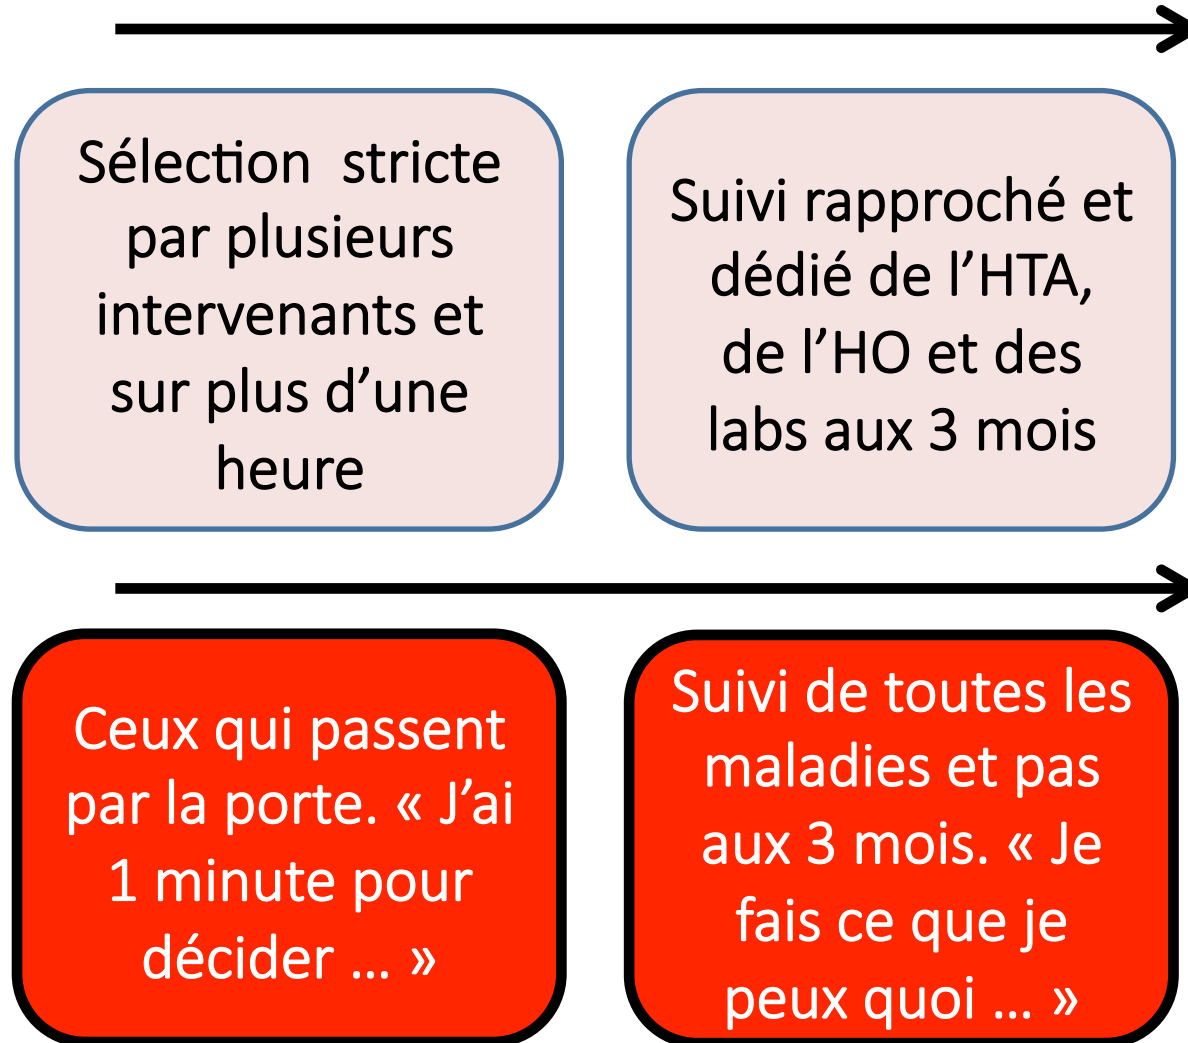 Sélection  stricte
par plusieurs
intervenants et
sur plus d’une
heure
Suivi rapproché et
dédié de l’HTA,
de l’HO et des
labs aux 3 mois
Ceux qui passent
par la porte. « J’ai
1 minute pour
décider ... »
Suivi de toutes les
maladies et pas
aux 3 mois. « Je
fais ce que je
peux quoi ... »